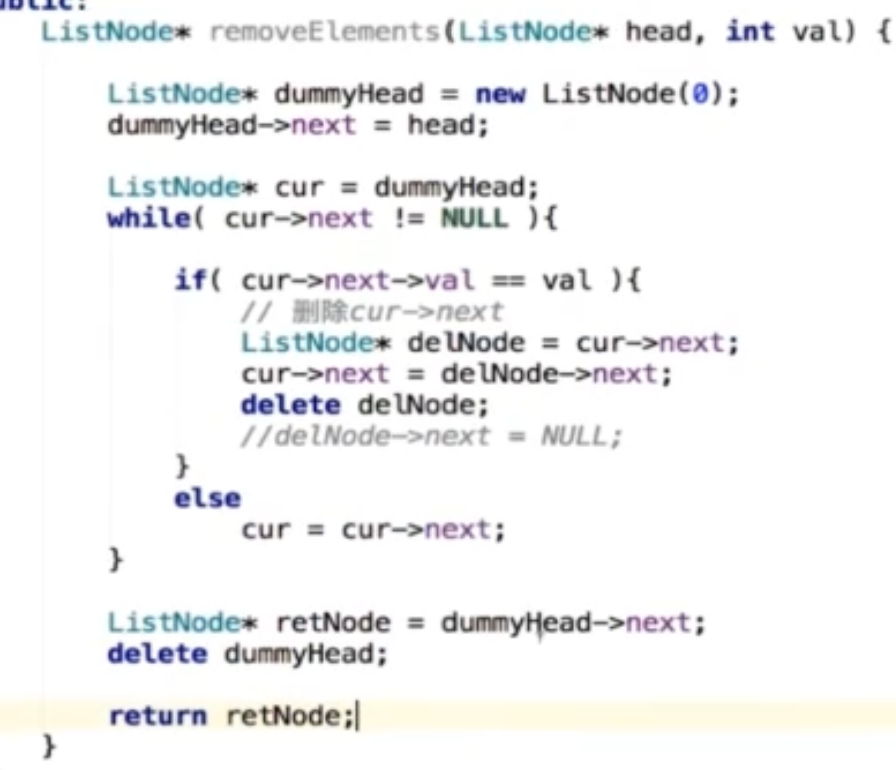 ListNode* removeElements(ListNode* head, int val) {
ListNode* dummyHead = new ListNode(0);
dummyHead->next = head;
ListNode* cur = dummyHead;
while( cur->next != NULL ){
if( cur->next->val == val ){
// 删除cur->next
ListNode* delNode = cur->next;
cur->next = delNode->next;
delete delNode;
//delNode->next = NULL;
}
else
cur = cur->next;
}
ListNode* retNode = dummyHead->next;
delete dummyHead;
return retNode;
}